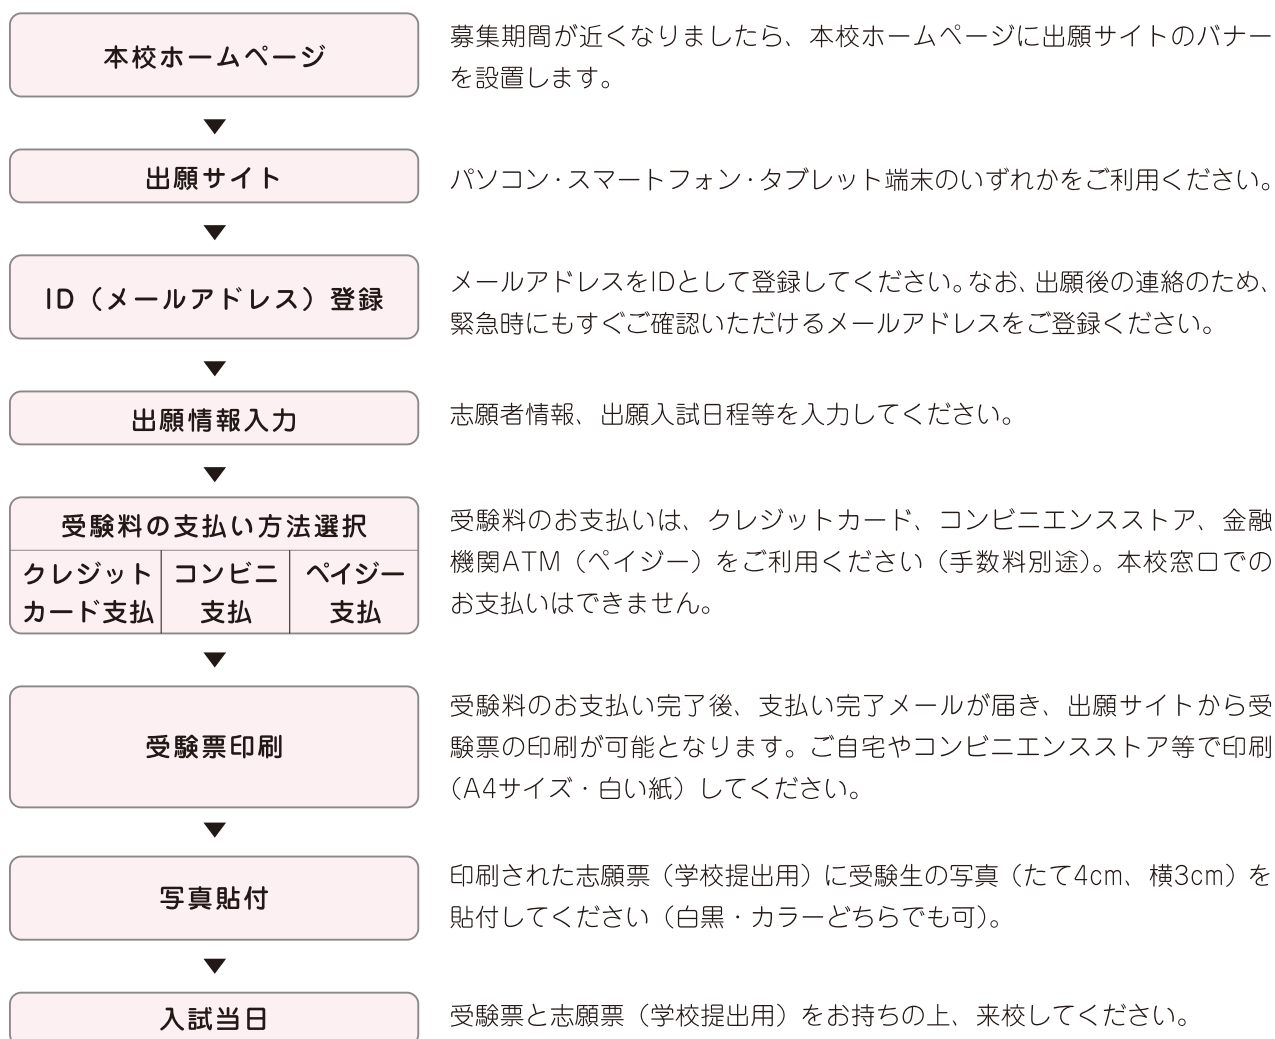 本校ホームページ
募集期間が近くなりましたら、本校ホームページに出願サイトのバナー
を設置します。
▼
出願サイト
パソコン・スマートフォン・タブレット端末のいずれかをご利用ください。
▼
ID（メールアドレス）登録
メールアドレスをIDとして登録してください。なお、出願後の連絡のため、
緊急時にもすぐご確認いただけるメールアドレスをご登録ください。
▼
出願情報入力
志願者情報、出願入試日程等を入力してください。
▼
受験料の支払い方法選択
クレジット
カード支払
コンビニ
支払
ペイジー
支払
受験料のお支払いは、クレジットカード、コンビニエンスストア、金融
機関ATM（ペイジー）をご利用ください（手数料別途）。本校窓口での
お支払いはできません。
▼
受験票印刷
受験料のお支払い完了後、支払い完了メールが届き、出願サイトから受
験票の印刷が可能となります。ご自宅やコンビニエンスストア等で印刷
（A4サイズ・白い紙）してください。
▼
写真貼付
印刷された志願票（学校提出用）に受験生の写真（たて4cm、横3cm）を
貼付してください（白黒・カラーどちらでも可）。
▼
入試当日
受験票と志願票（学校提出用）をお持ちの上、来校してください。